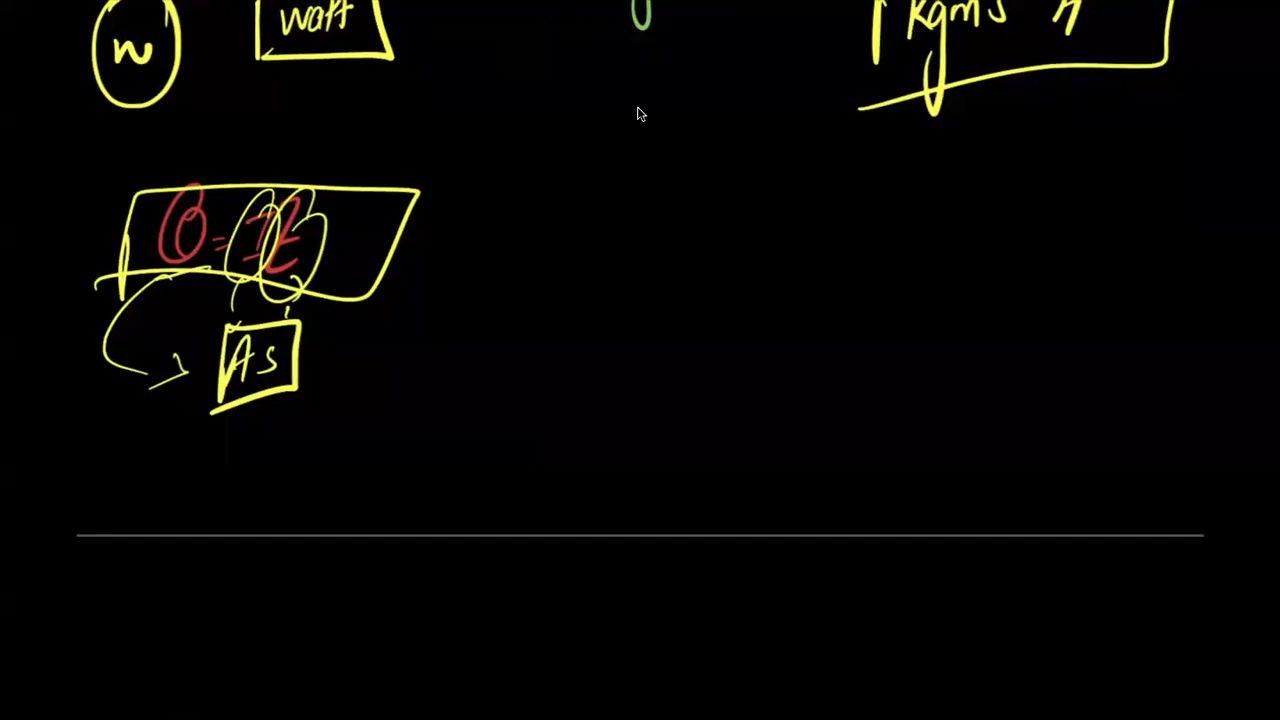 N watt kgms
Q = It
As